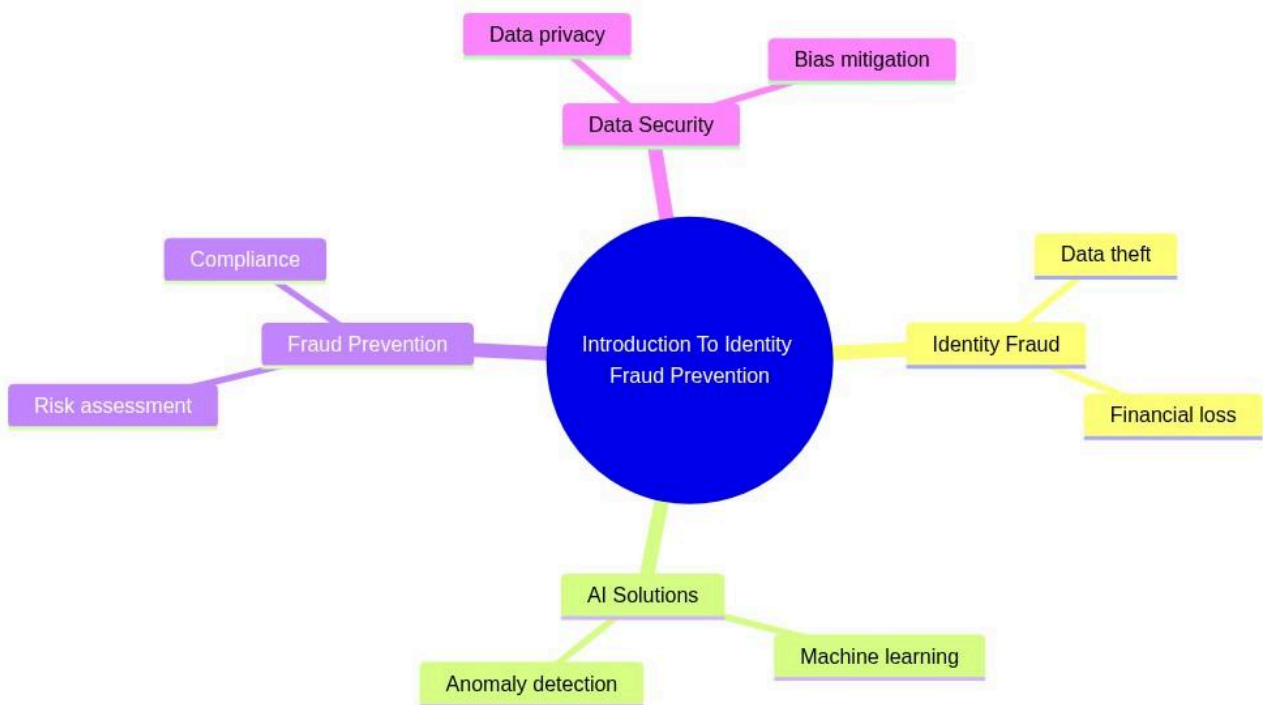 Data privacy
Bias mitigation
Data Security
Compliance
Data theft
Fraud Prevention
Introduction To Identity
Fraud Prevention
Identity Fraud
Risk assessment
Financial loss
AI Solutions
Machine learning
Anomaly detection